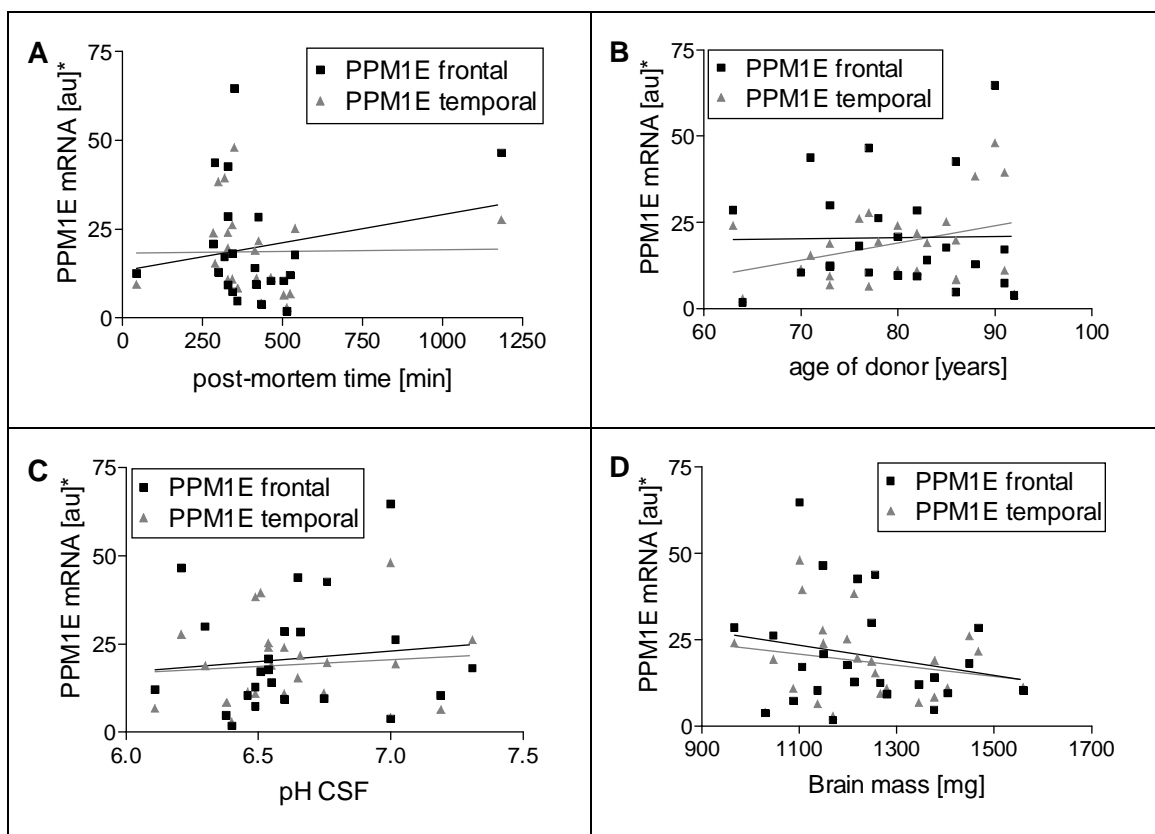 A
PPM1E mRNA [au]*
75
50
25
0
PPM1E frontal
PPM1E temporal
0 250 500 750 1000 1250
post-mortem time [min]
B
PPM1E mRNA [au]*
75
50
25
0
PPM1E frontal
PPM1E temporal
60 70 80 90 100
age of donor [years]
C
PPM1E mRNA [au]*
75
50
25
0
PPM1E frontal
PPM1E temporal
6.0 6.5 7.0 7.5
pH CSF
D
PPM1E mRNA [au]*
75
50
25
0
PPM1E frontal
PPM1E temporal
900 1100 1300 1500 1700
Brain mass [mg]